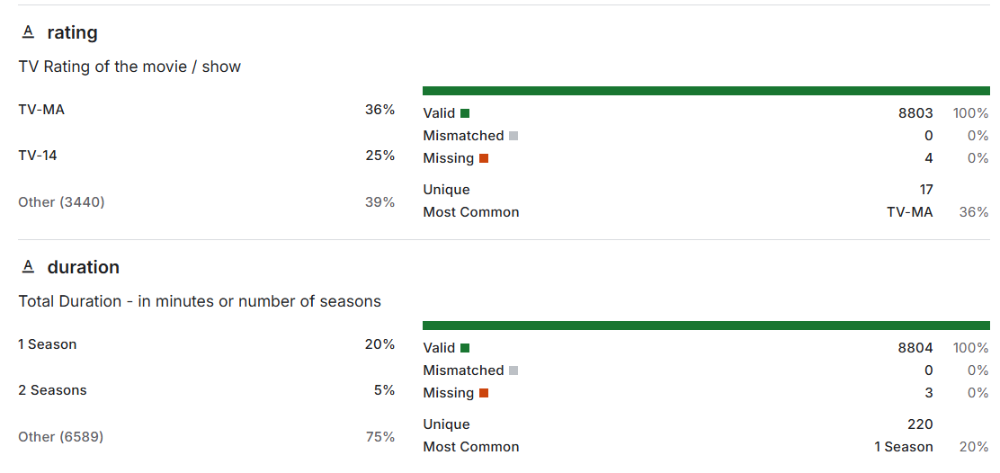 A rating
TV Rating of the movie / show
TV-MA 36%
TV-14 25%
Other (3440) 39%
Valid 8803 100%
Mismatched 0 0%
Missing 4 0%
Unique 17
Most Common TV-MA 36%
A duration
Total Duration - in minutes or number of seasons
1 Season 20%
2 Seasons 5%
Other (6589) 75%
Valid 8804 100%
Mismatched 0 0%
Missing 3 0%
Unique 220
Most Common 1 Season 20%